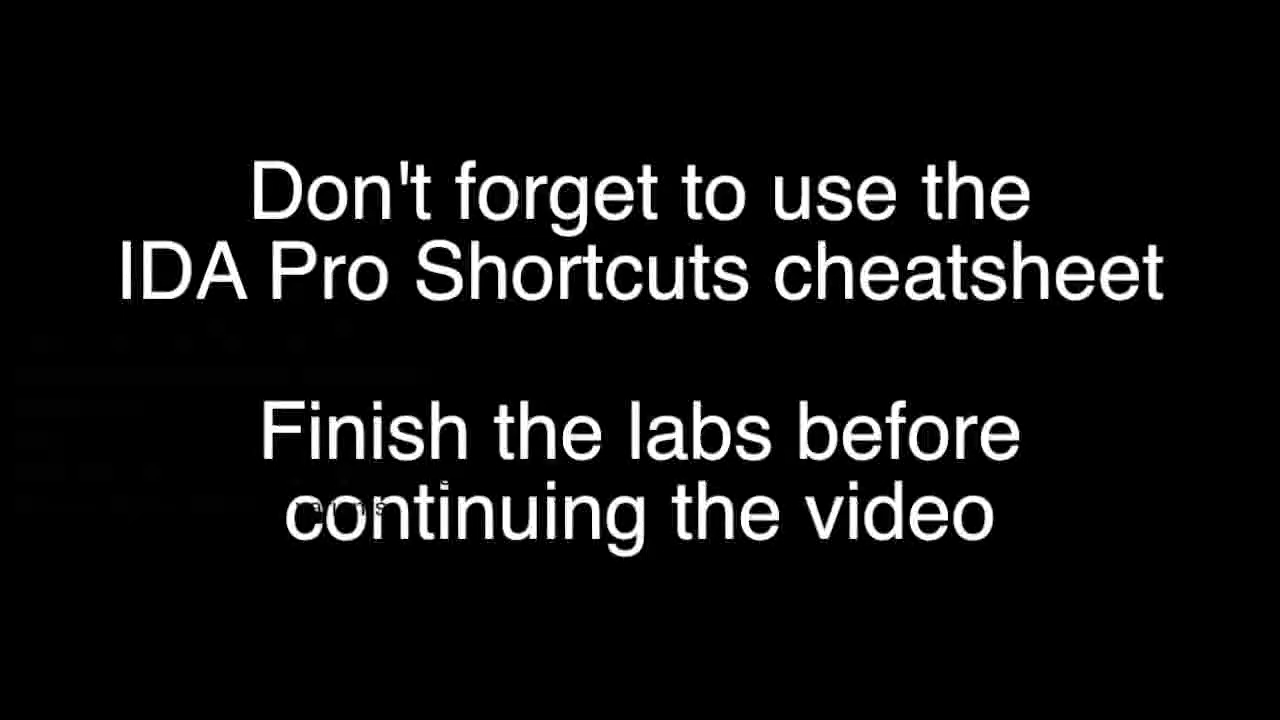 Don't forget to use the
IDA Pro Shortcuts cheatsheet
Finish the labs before
continuing the video